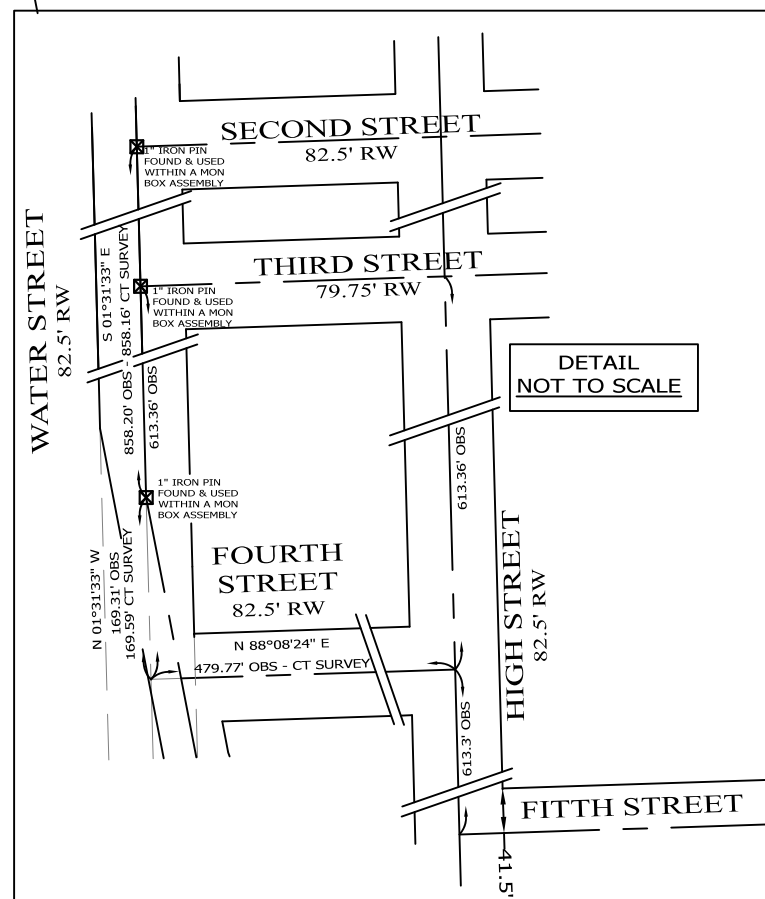 SECOND STREET
82.5' RW
1" IRON PIN
FOUND & USED
WITHIN A MON
BOX ASSEMBLY
WATER STREET
82.5' RW
S 01°31'33" E
858.20' OBS - 858.16' CT SURVEY
THIRD STREET
79.75' RW
1" IRON PIN
FOUND & USED
WITHIN A MON
BOX ASSEMBLY
613.36' OBS
DETAIL
NOT TO SCALE
613.36' OBS
1" IRON PIN
FOUND & USED
WITHIN A MON
BOX ASSEMBLY
N 01°31'33" W
169.31' OBS
169.59' CT SURVEY
FOURTH
STREET
82.5' RW
N 88°08'24" E
479.77' OBS - CT SURVEY
HIGH STREET
82.5' RW
613.3' OBS
FITTH STREET
41.5'